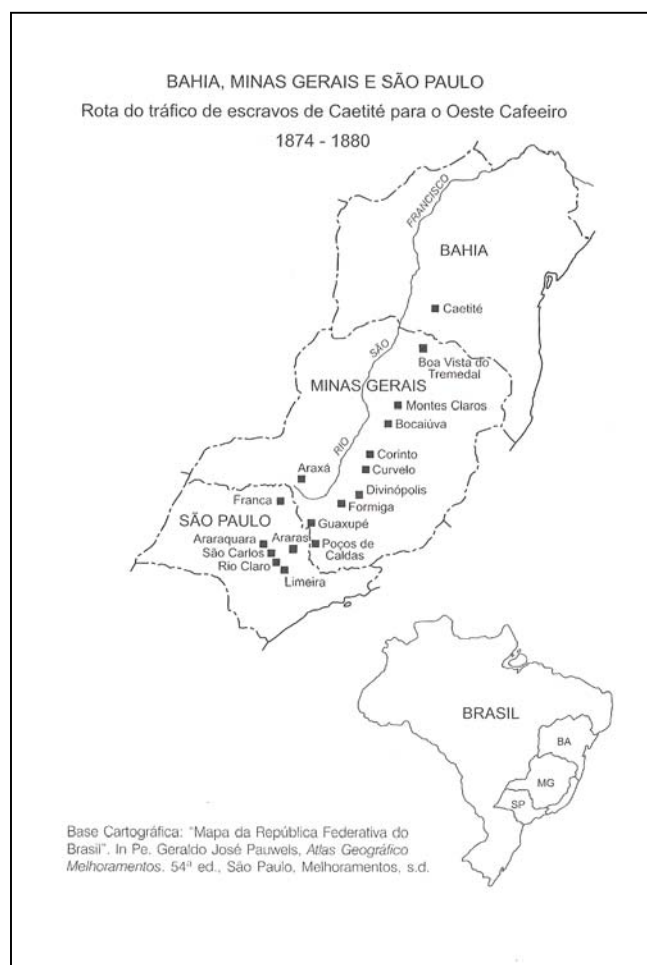 BAHIA, MINAS GERAIS E SÃO PAULO
Rota do tráfico de escravos de Caetité para o Oeste Cafeeiro
1874 - 1880
FRANCISCO
BAHIA
Caetité
SÃO
Boa Vista do
Tremedal
MINAS GERAIS
Montes Claros
Bocaiúva
RIO
Corinto
Curvelo
Araxá
Divinópolis
Franca
Formiga
Guaxupé
SÃO PAULO
Araraquara
Araras
Poços de
Caldas
São Carlos
Rio Claro
Limeira
BRASIL
BA
MG
SP
Base Cartográfica: "Mapa da República Federativa do
Brasil". In Pe. Geraldo José Pauwels, Atlas Geográfico
Melhoramentos. 54ª ed., São Paulo, Melhoramentos, s.d.